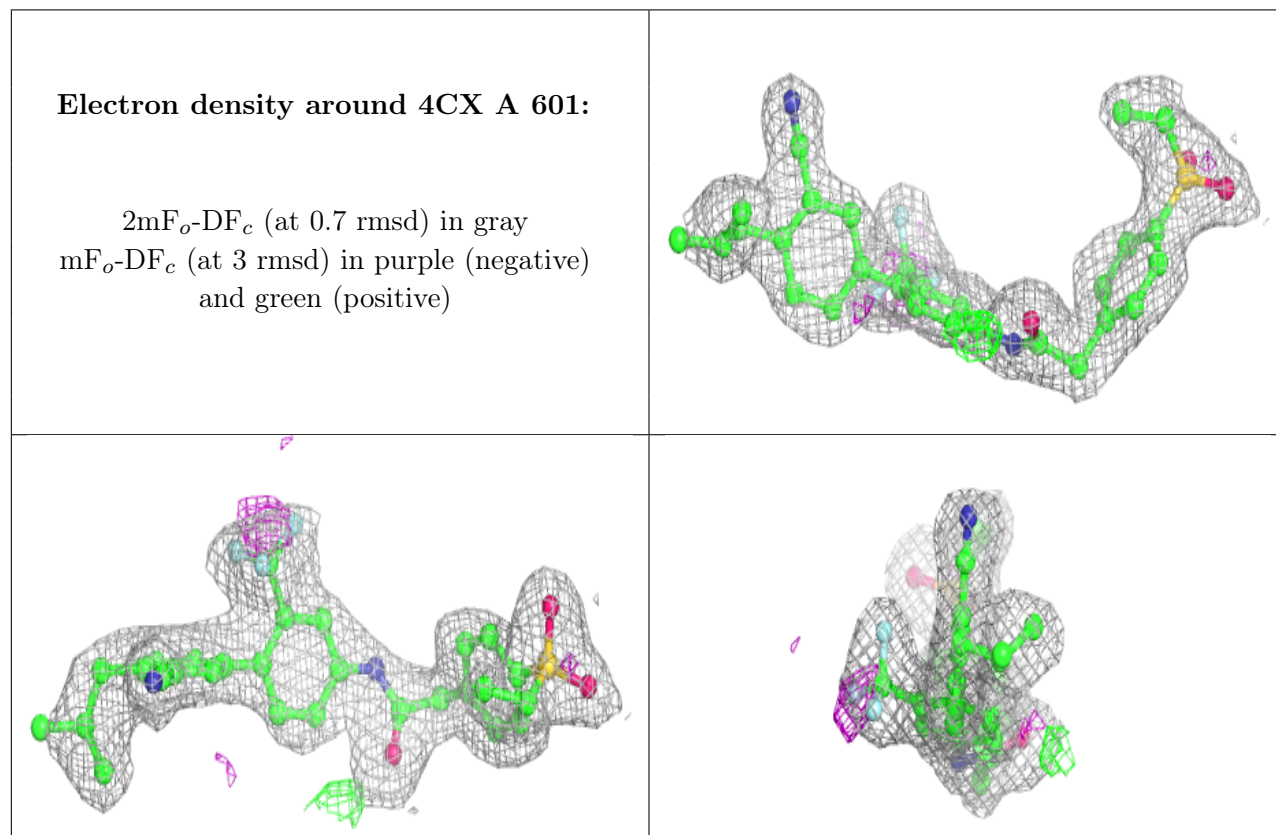 Electron density around 4CX A 601:
2mFo-DFc (at 0.7 rmsd) in gray
mFo-DFc (at 3 rmsd) in purple (negative)
and green (positive)